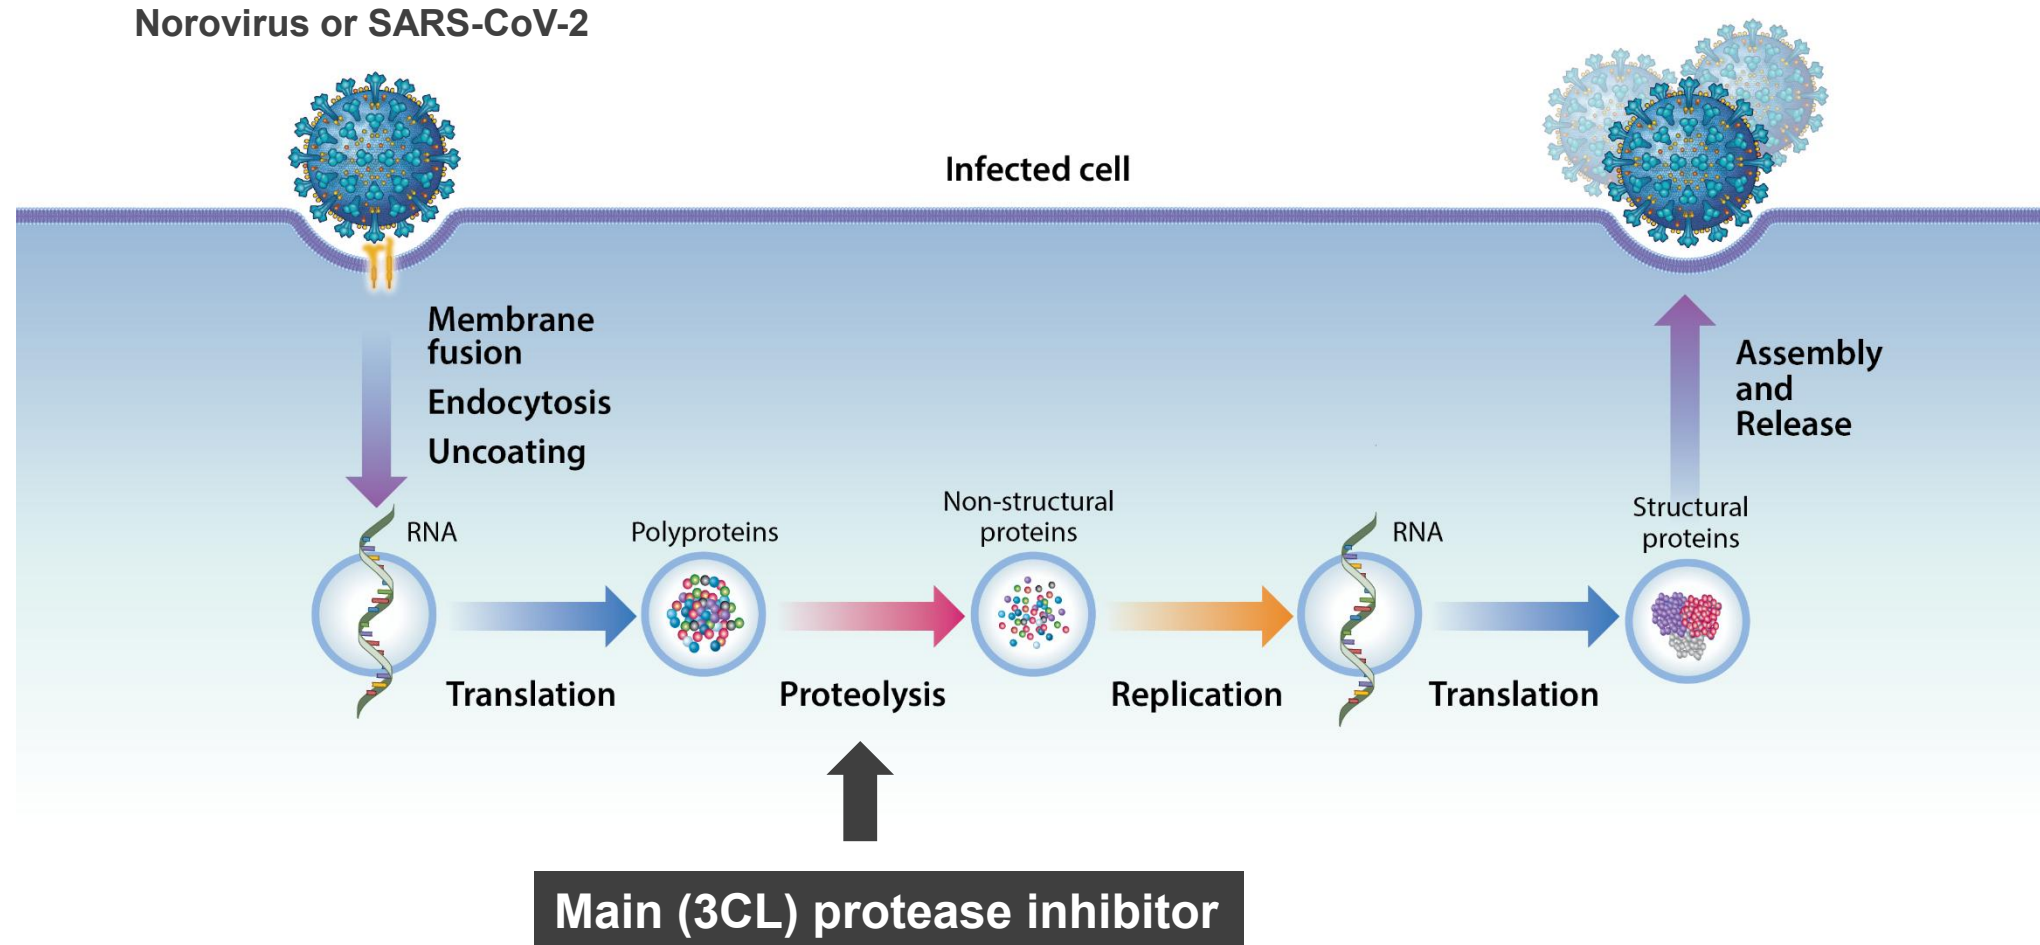 Norovirus or SARS-CoV-2
Infected cell
Membrane
fusion
Endocytosis
Uncoating
Assembly
and
Release
RNA
Polyproteins
Non-structural
proteins
RNA
Structural
proteins
Translation
Proteolysis
Replication
Translation
Main (3CL) protease inhibitor